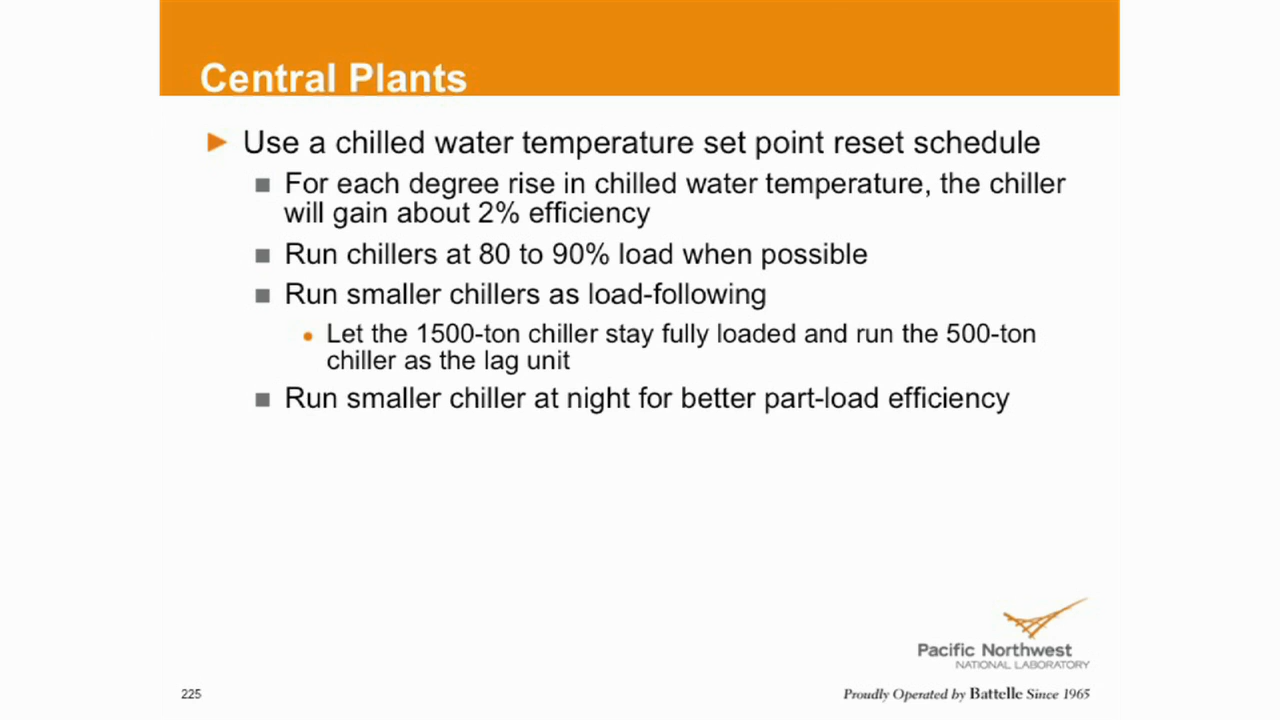 Central Plants
Use a chilled water temperature set point reset schedule
For each degree rise in chilled water temperature, the chiller
will gain about 2% efficiency
Run chillers at 80 to 90% load when possible
Run smaller chillers as load-following
Let the 1500-ton chiller stay fully loaded and run the 500-ton
chiller as the lag unit
Run smaller chiller at night for better part-load efficiency
Pacific Northwest
NATIONAL LABORATORY
225
Proudly Operated by Battelle Since 1965